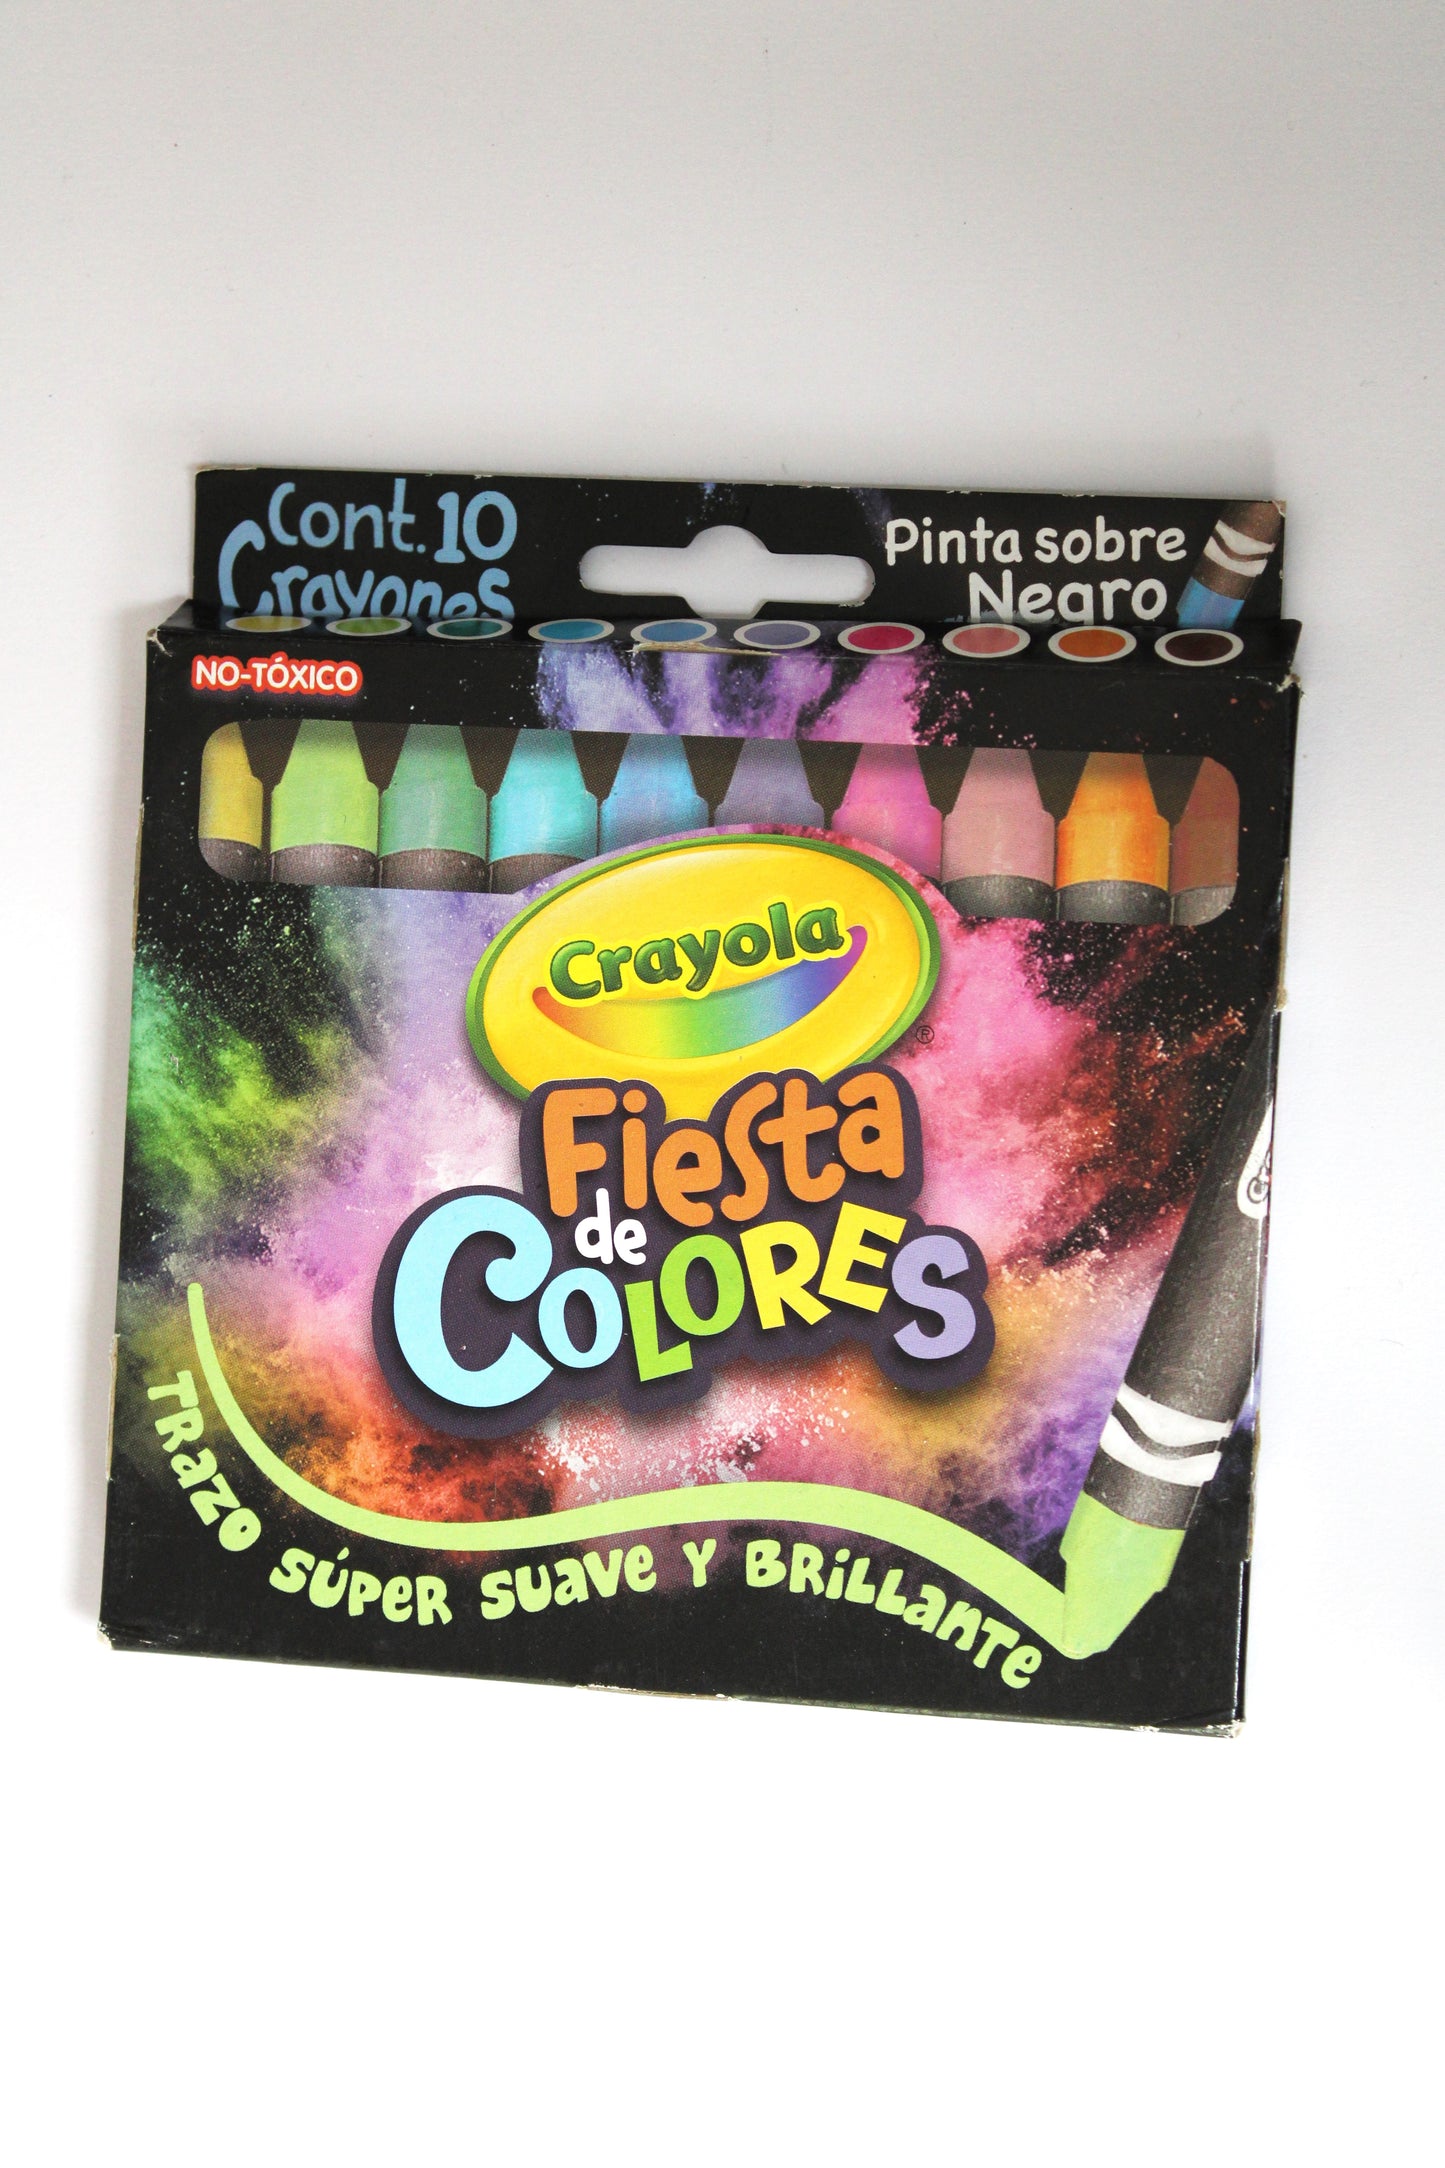 Cont. 10
Crayones
Pinta sobre
Negro
NO-TÓXICO
Crayola
®
Fiesta
de
COLORES
TRazo SÚPeR SUAVe Y BRiLLanTe